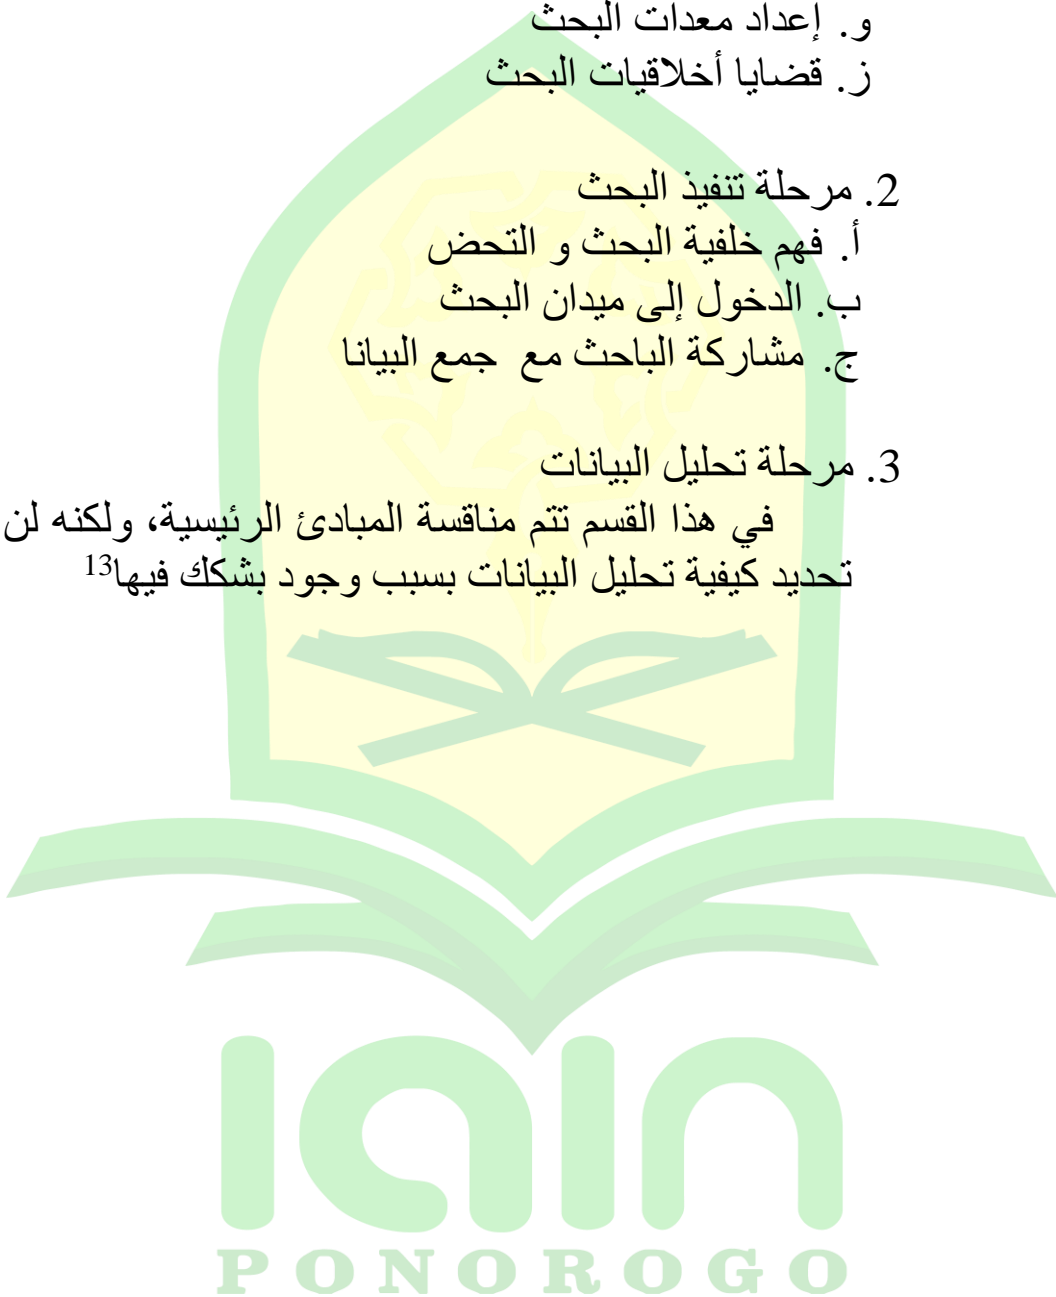 و. إعداد معدات البحث
ز. قضايا أخلاقيات البحث
2. مرحلة تنفيذ البحث
أ. فهم خلفية البحث و التحض
ب. الدخول إلى ميدان البحث
ج. مشاركة الباحث مع جمع البيانا
3. مرحلة تحليل البيانات
في هذا القسم تتم مناقسة المبادئ الرئيسية، ولكنه لن
تحديد كيفية تحليل البيانات بسبب وجود بشكك فيها13
iain
PONOROGO